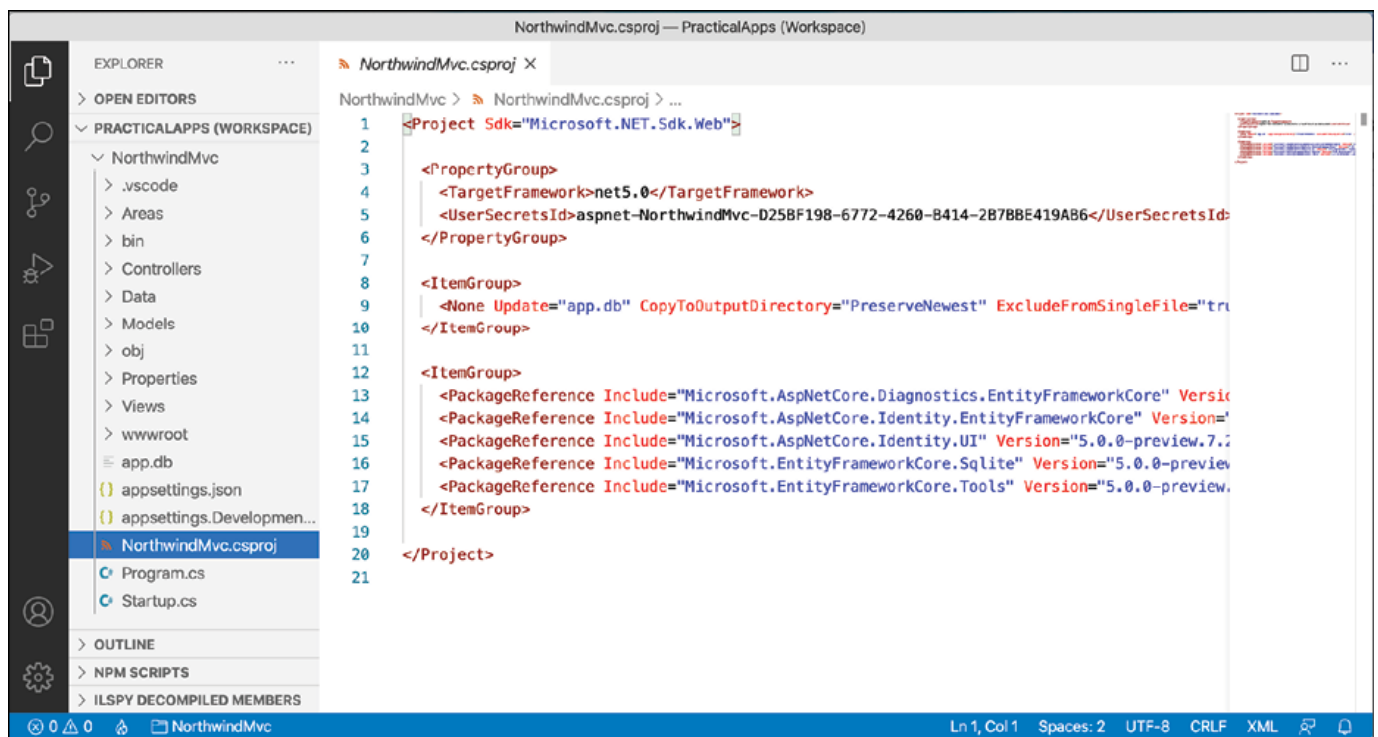 NorthwindMvc.csproj — PracticalApps (Workspace)
EXPLORER
OPEN EDITORS
PRACTICALAPPS (WORKSPACE)
NorthwindMvc
.vscode
Areas
bin
Controllers
Data
Models
obj
Properties
Views
wwwroot
app.db
{} appsettings.json
{} appsettings.Developmen...
NorthwindMvc.csproj
C# Program.cs
C# Startup.cs
OUTLINE
NPM SCRIPTS
ILSPY DECOMPILED MEMBERS
NorthwindMvc.csproj
NorthwindMvc > NorthwindMvc.csproj > ...
1 <Project Sdk="Microsoft.NET.Sdk.Web">
2
3 <PropertyGroup>
4 <TargetFramework>net5.0</TargetFramework>
5 <UserSecretsId>aspnet-NorthwindMvc-D25BF198-6772-4260-B414-2B7BBE419AB6</UserSecretsId>
6 </PropertyGroup>
7
8 <ItemGroup>
9 <None Update="app.db" CopyToOutputDirectory="PreserveNewest" ExcludeFromSingleFile="tru
10 </ItemGroup>
11
12 <ItemGroup>
13 <PackageReference Include="Microsoft.AspNetCore.Diagnostics.EntityFrameworkCore" Versio
14 <PackageReference Include="Microsoft.AspNetCore.Identity.EntityFrameworkCore" Version="
15 <PackageReference Include="Microsoft.AspNetCore.Identity.UI" Version="5.0.0-preview.7.2
16 <PackageReference Include="Microsoft.EntityFrameworkCore.Sqlite" Version="5.0.0-preview
17 <PackageReference Include="Microsoft.EntityFrameworkCore.Tools" Version="5.0.0-preview.
18 </ItemGroup>
19
20 </Project>
21
0 0 NorthwindMvc
Ln 1, Col 1 Spaces: 2 UTF-8 CRLF XML